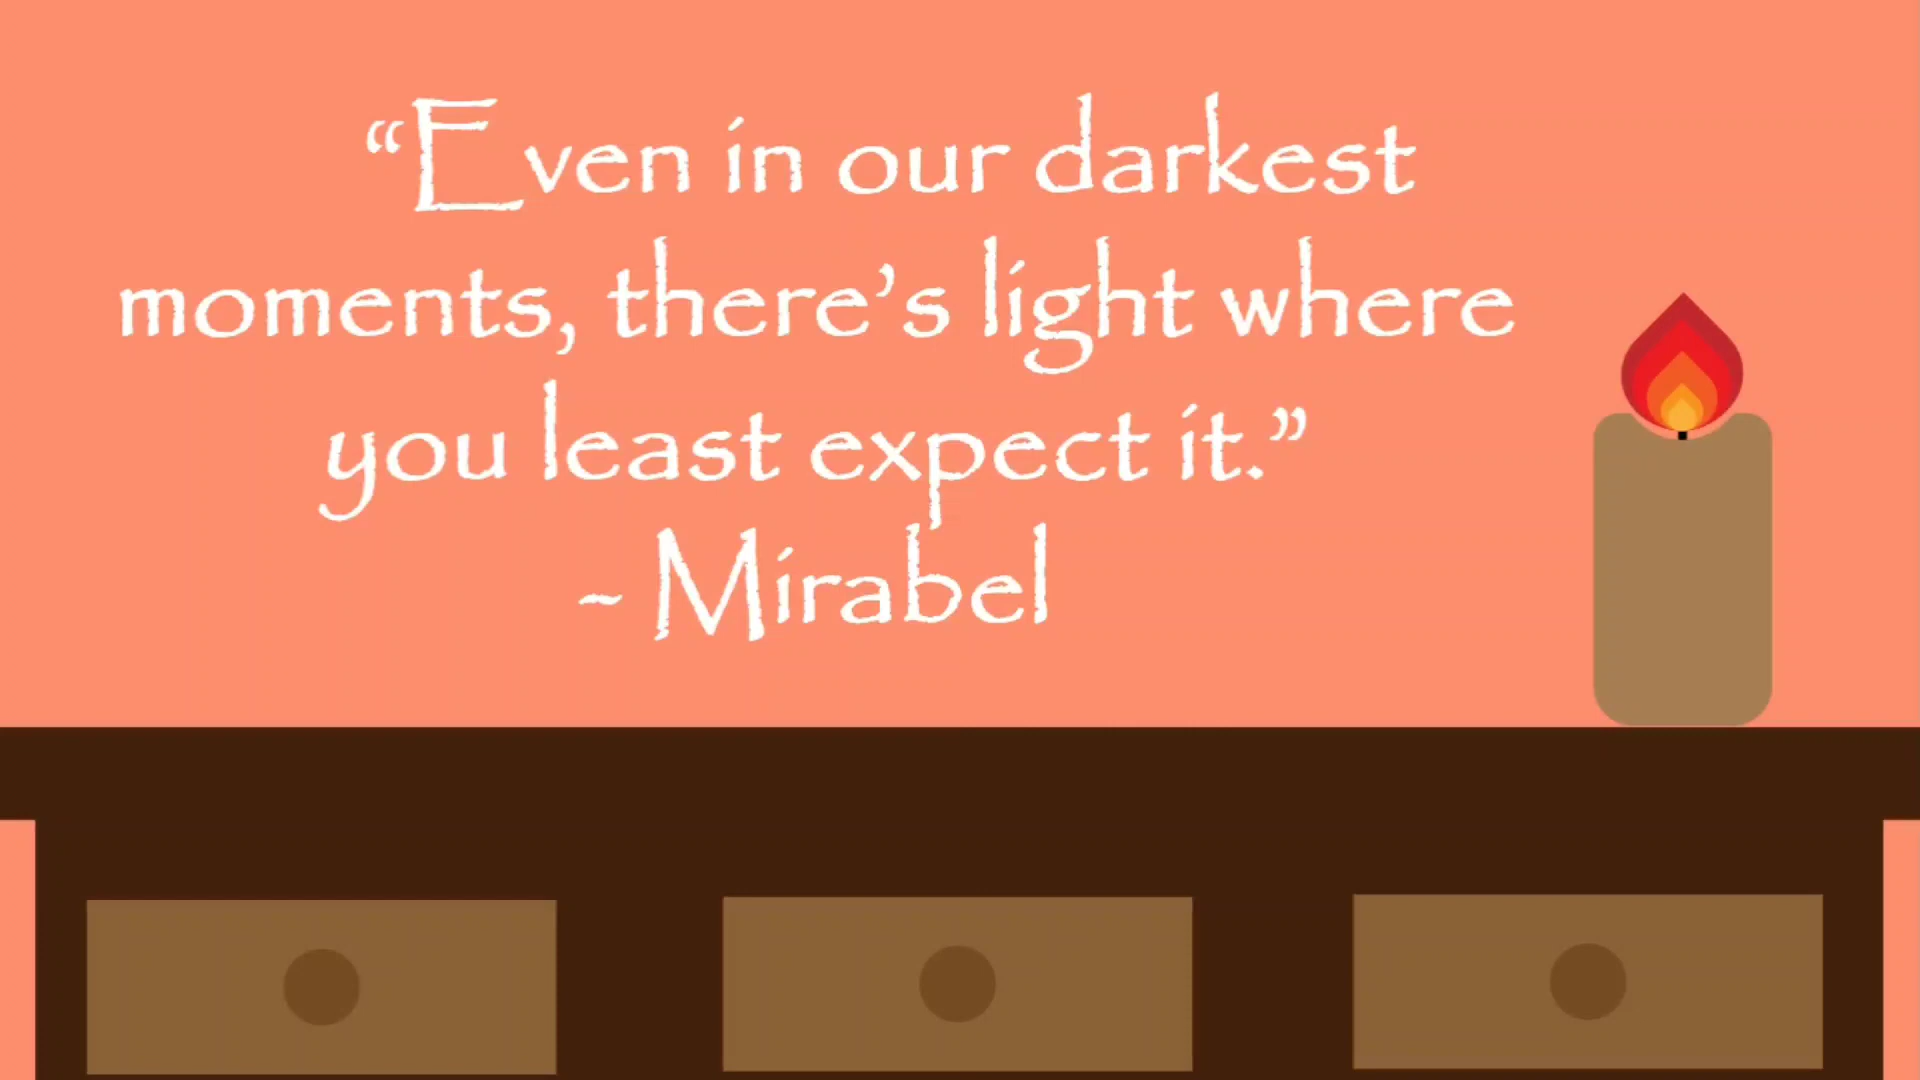 “Even in our darkest
moments, there’s light where
you least expect it.”
- Mirabel